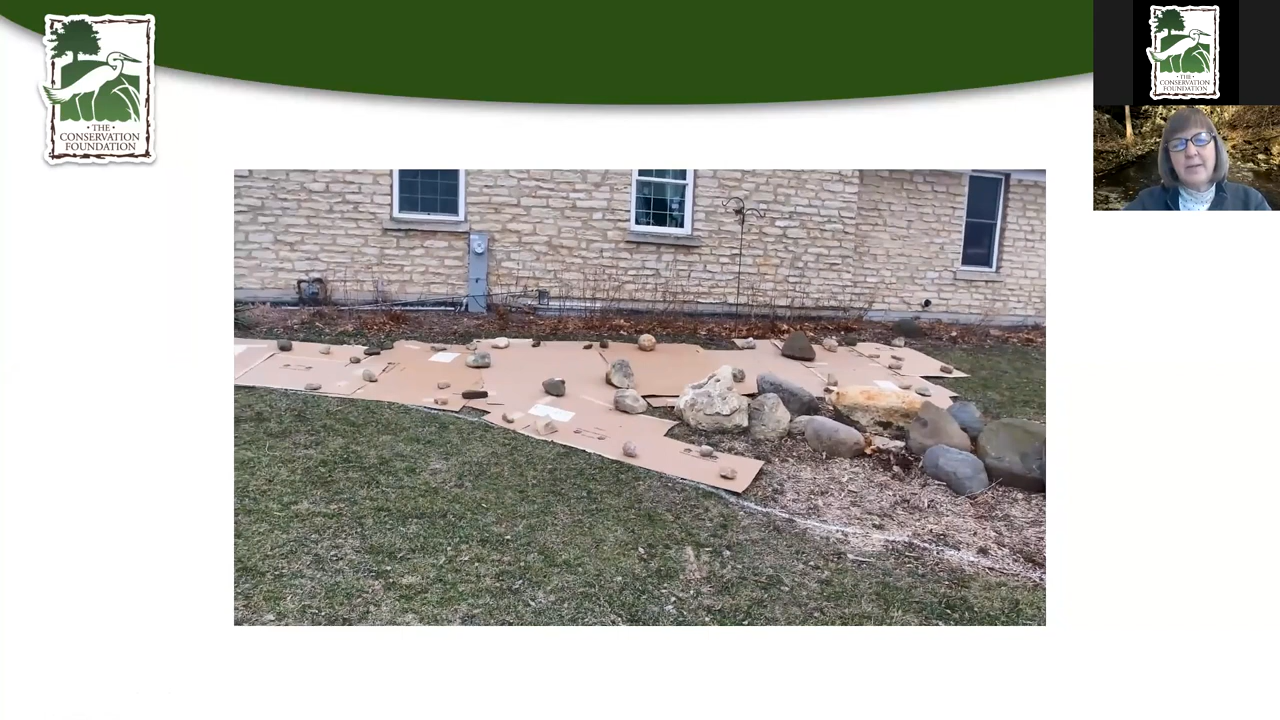 • THE •
CONSERVATION
FOUNDATION
• THE •
CONSERVATION
FOUNDATION